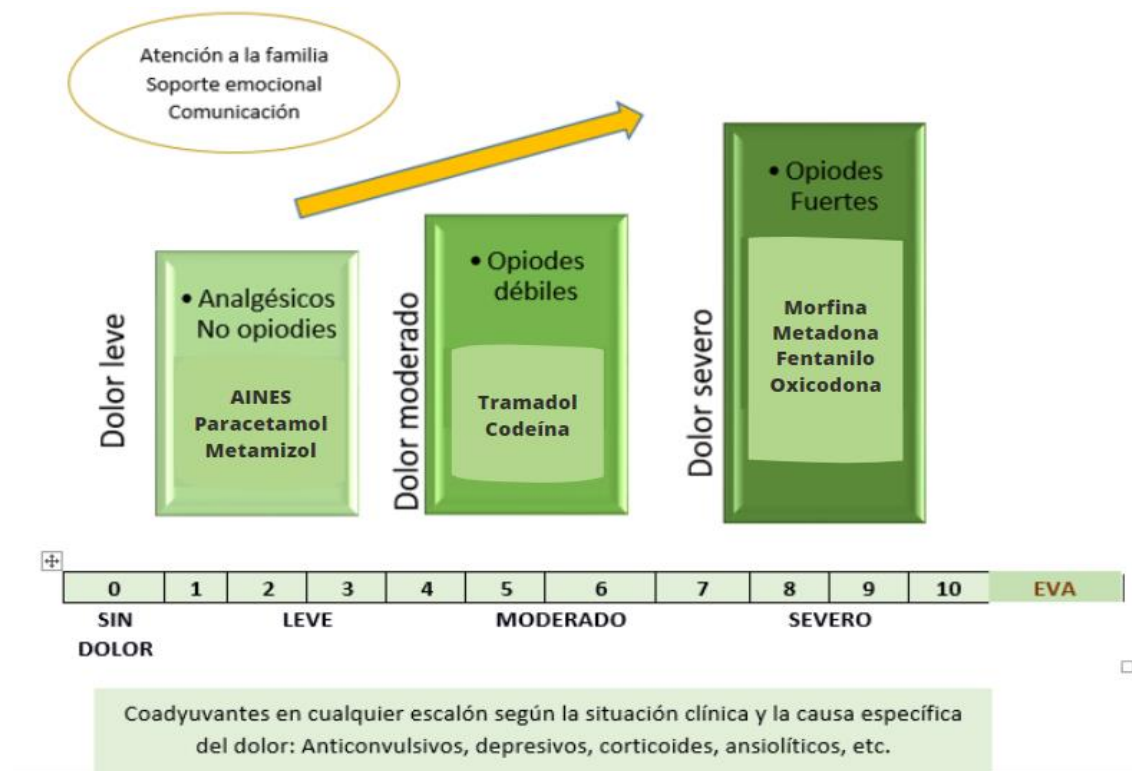 Atención a la familia
Soporte emocional
Comunicación
Dolor leve
• Analgésicos
No opiodies
AINES
Paracetamol
Metamizol
Dolor moderado
• Opiodes
débiles
Tramadol
Codeína
Dolor severo
• Opiodes
Fuertes
Morfina
Metadona
Fentanilo
Oxicodona
0 1 2 3 4 5 6 7 8 9 10 EVA
SIN LEVE MODERADO SEVERO
DOLOR
Coadyuvantes en cualquier escalón según la situación clínica y la causa específica
del dolor: Anticonvulsivos, depresivos, corticoides, ansiolíticos, etc.